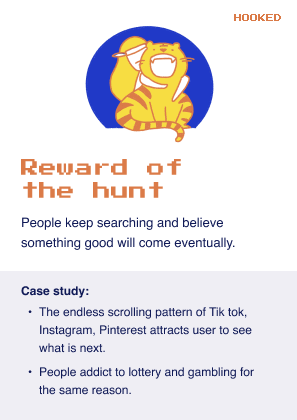 HOOKED
Reward of
the hunt
People keep searching and believe
something good will come eventually.
Case study:
• The endless scrolling pattern of Tik tok,
Instagram, Pinterest attracts user to see
what is next.
• People addict to lottery and gambling for
the same reason.